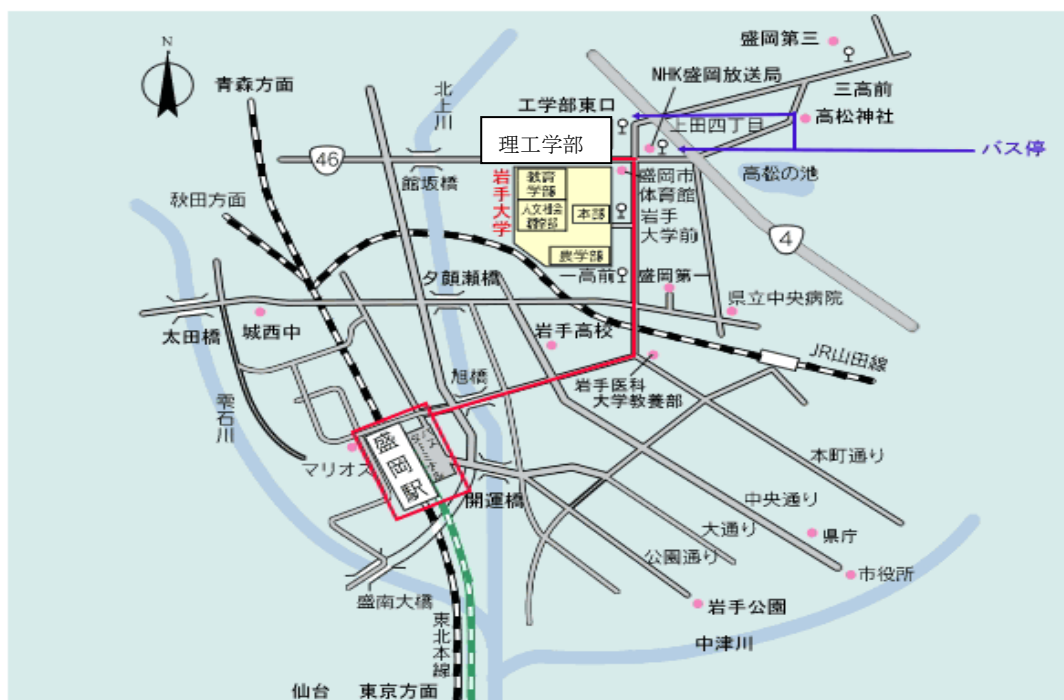 N
盛岡第三
青森方面
北上川
NHK盛岡放送局
三高前
工学部東口
上田四丁目
高松神社
理工学部
バス停
46
館坂橋
岩手大学
教育
学部
盛岡市
体育館
高松の池
秋田方面
人文社会
科学部
本部
岩手
大学前
4
農学部
一高前
盛岡第一
夕顔瀬橋
県立中央病院
太田橋
城西中
岩手高校
JR山田線
旭橋
岩手医科
大学教養部
雫石川
マリオス
盛岡駅
バスターミナル
本町通り
開運橋
中央通り
大通り
県庁
公園通り
市役所
盛南大橋
岩手公園
東北本線
中津川
仙台 東京方面